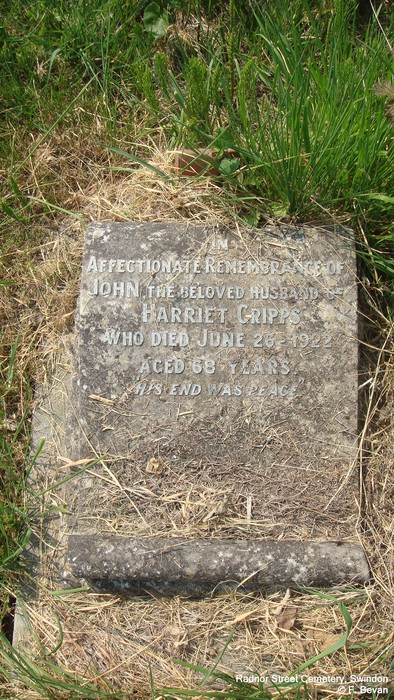 IN
AFFECTIONATE REMEMBRANCE OF
JOHN, THE BELOVED HUSBAND OF
HARRIET CRIPPS
WHO DIED JUNE 26, 1922
AGED 68 YEARS.
"HIS END WAS PEACE"
Radnor Street Cemetery, Swindon
© F. Bevan